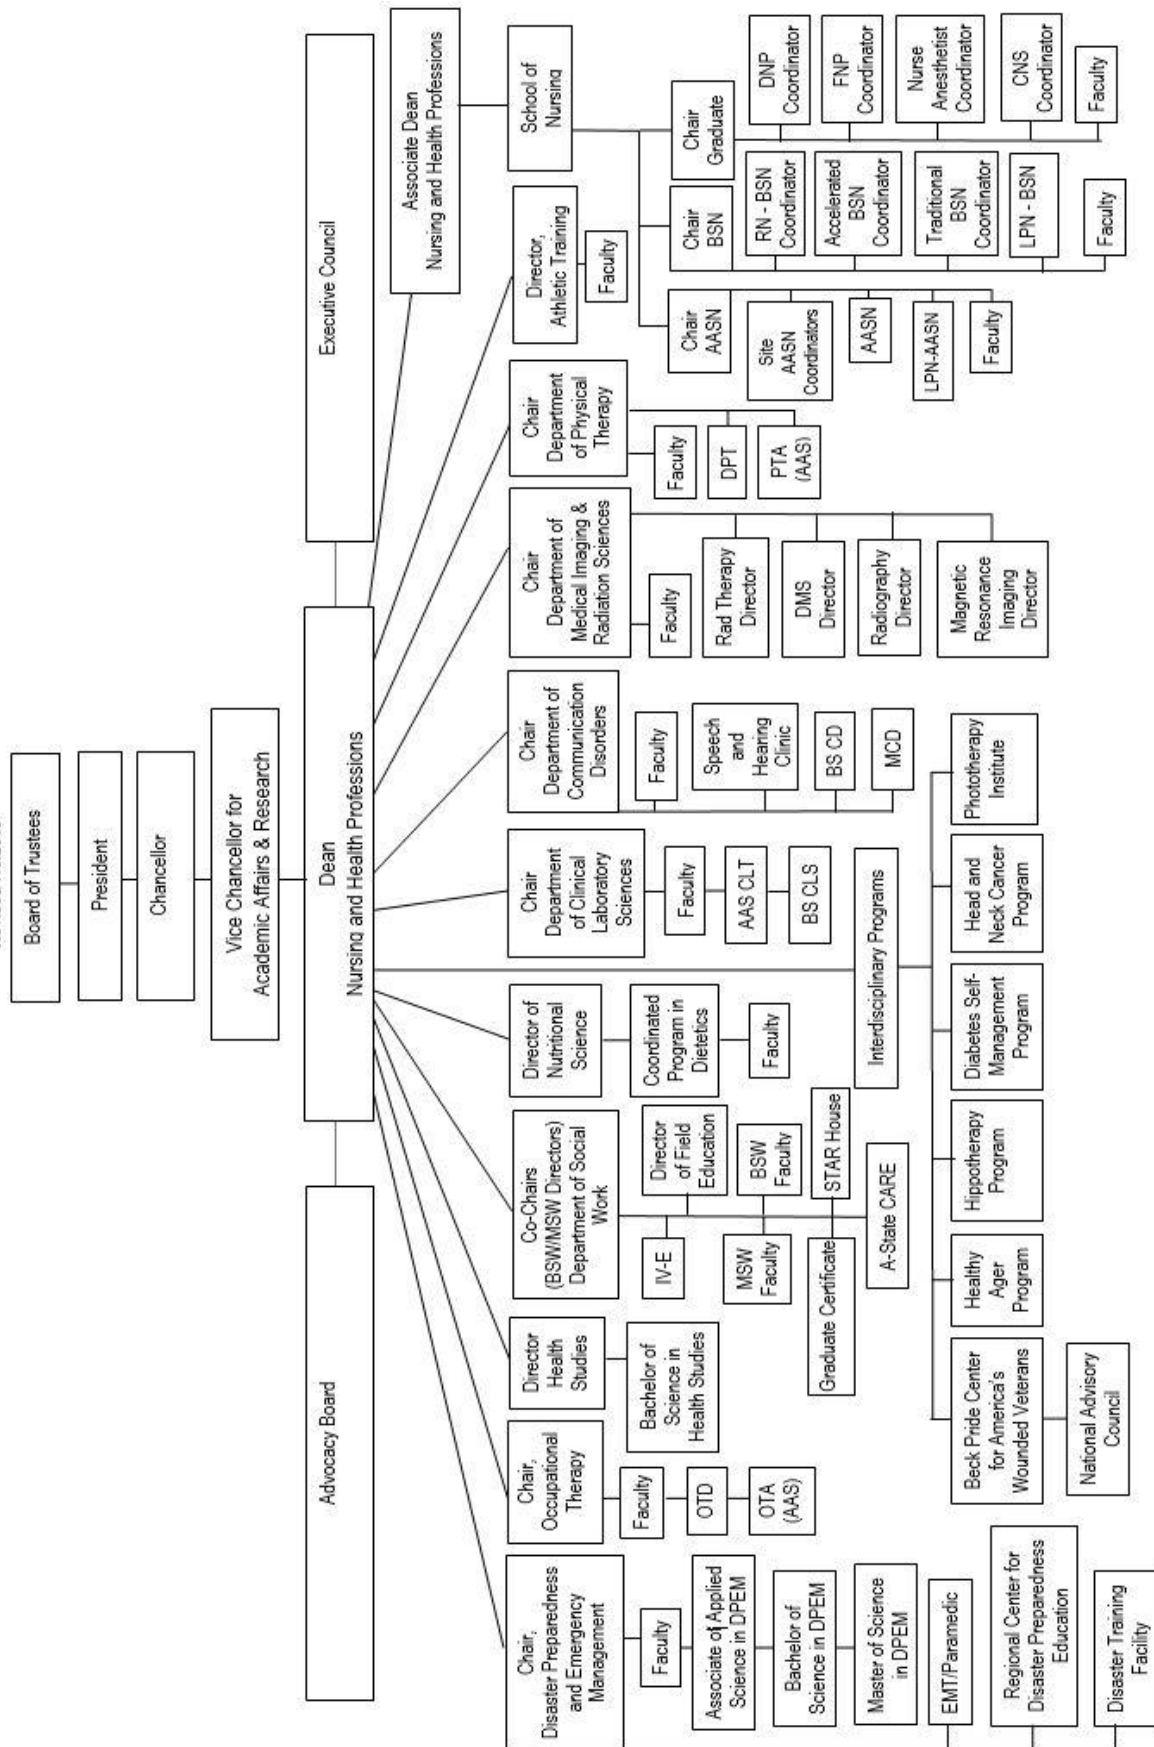 Board of Trustees
President
Chancellor
Vice Chancellor for
Academic Affairs & Research
Advocacy Board
Dean
Nursing and Health Professions
Executive Council
Associate Dean
Nursing and Health Professions
Chair,
Disaster Preparedness
and Emergency
Management
Faculty
Associate of Applied
Science in DPEM
Bachelor of
Science in DPEM
Master of Science
in DPEM
EMT/Paramedic
Regional Center for
Disaster Preparedness
Education
Disaster Training
Facility
Chair,
Occupational
Therapy
Faculty
OTD
OTA
(AAS)
Director
Health
Studies
Bachelor of
Science in
Health Studies
Co-Chairs
(BSW/MSW Directors)
Department of Social
Work
IV-E
Director
of Field
Education
MSW
Faculty
BSW
Faculty
Graduate Certificate
STAR House
A-State CARE
Director of
Nutritional
Science
Coordinated
Program in
Dietetics
Faculty
Chair
Department
of Clinical
Laboratory
Sciences
Faculty
AAS CLT
BS CLS
Chair
Department of
Communication
Disorders
Faculty
Speech
and
Hearing
Clinic
BS CD
MCD
Chair
Department of
Medical Imaging &
Radiation Sciences
Faculty
Rad Therapy
Director
DMS
Director
Radiography
Director
Magnetic
Resonance
Imaging
Director
Chair
Department
of Physical
Therapy
Faculty
DPT
PTA
(AAS)
Director,
Athletic Training
Faculty
School of
Nursing
Chair
AASN
Site
AASN
Coordinators
AASN
LPN-AASN
Faculty
Chair
BSN
RN - BSN
Coordinator
Accelerated
BSN
Coordinator
Traditional
BSN
Coordinator
LPN - BSN
Faculty
Chair
Graduate
DNP
Coordinator
FNP
Coordinator
Nurse
Anesthetist
Coordinator
CNS
Coordinator
Faculty
Interdisciplinary Programs
Beck Pride Center
for America's
Wounded Veterans
National Advisory
Council
Healthy
Ager
Program
Hippotherapy
Program
Diabetes Self-
Management
Program
Head and
Neck Cancer
Program
Phototherapy
Institute